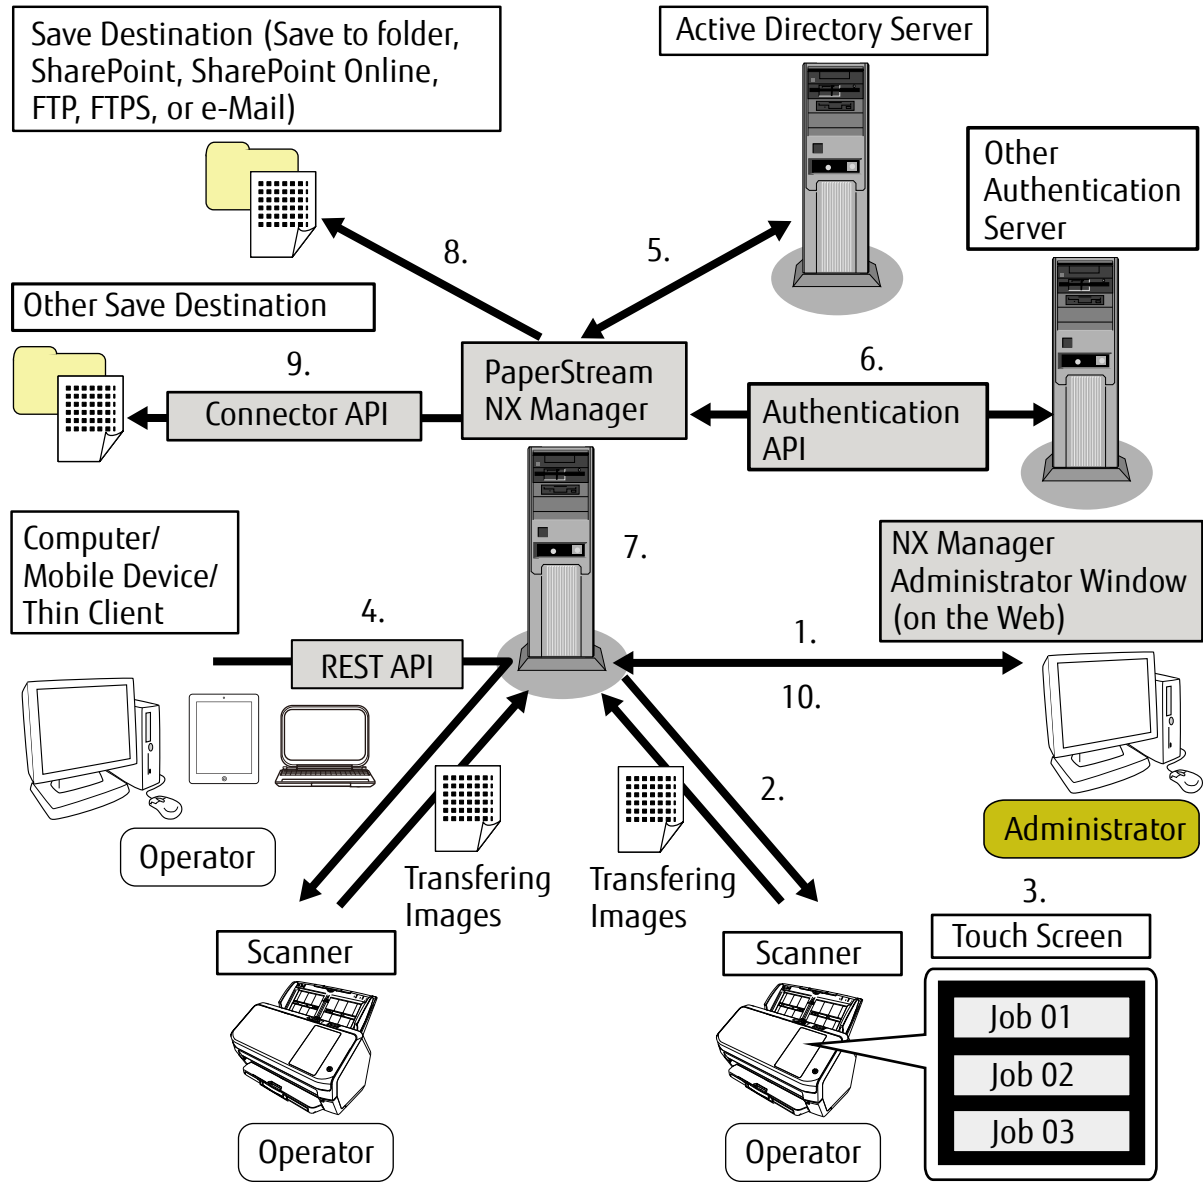 Save Destination (Save to folder,
SharePoint, SharePoint Online,
FTP, FTPS, or e-Mail)
Active Directory Server
Other
Authentication
Server
8.
5.
Other Save Destination
9.
Connector API
PaperStream
NX Manager
6.
Authentication
API
Computer/
Mobile Device/
Thin Client
7.
NX Manager
Administrator Window
(on the Web)
4.
REST API
1.
10.
2.
Operator
Administrator
Transfering
Images
Transfering
Images
3.
Scanner
Scanner
Touch Screen
Job 01
Job 02
Job 03
Operator
Operator